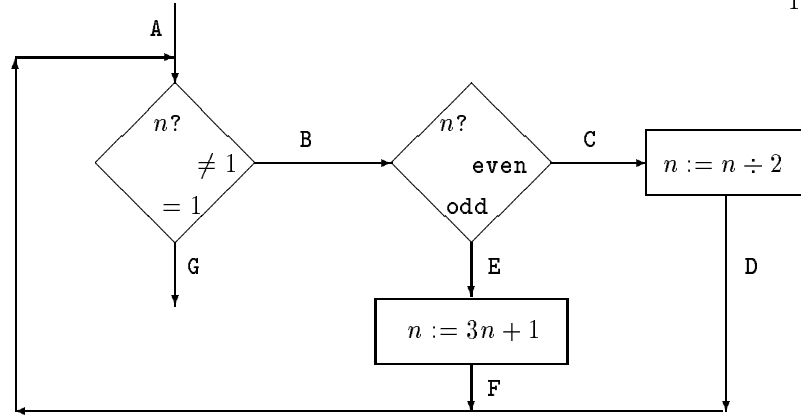 1
A
n?
≠ 1
= 1
B
n?
even
odd
C
n := n ÷ 2
G
E
D
n := 3n + 1
F